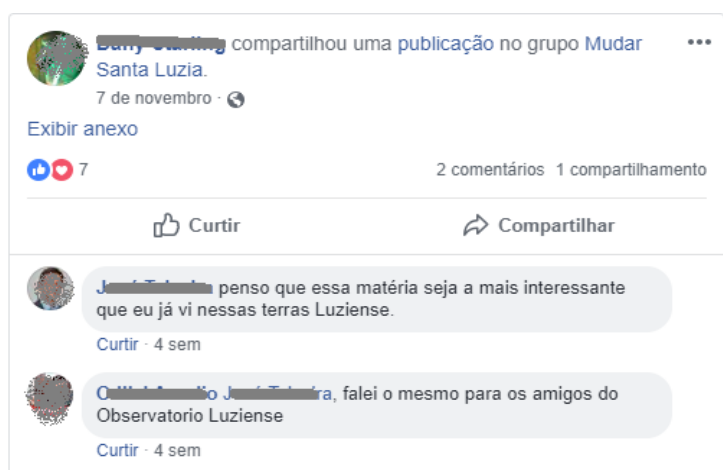 compartilhou uma publicação no grupo Mudar
Santa Luzia.
7 de novembro ·
Exibir anexo
7
2 comentários 1 compartilhamento
Curtir
Compartilhar
penso que essa matéria seja a mais interessante
que eu já vi nessas terras Luziense.
Curtir · 4 sem
, falei o mesmo para os amigos do
Observatorio Luziense
Curtir · 4 sem